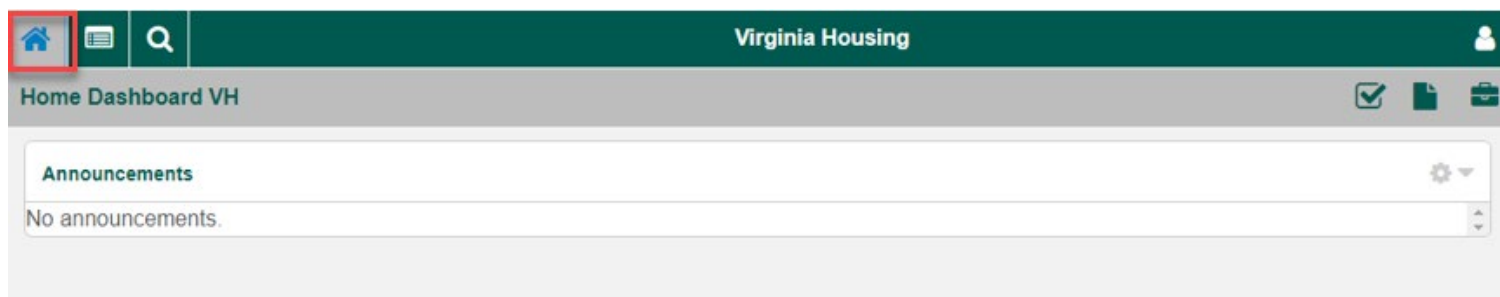 Virginia Housing
Home Dashboard VH
Announcements
No announcements.